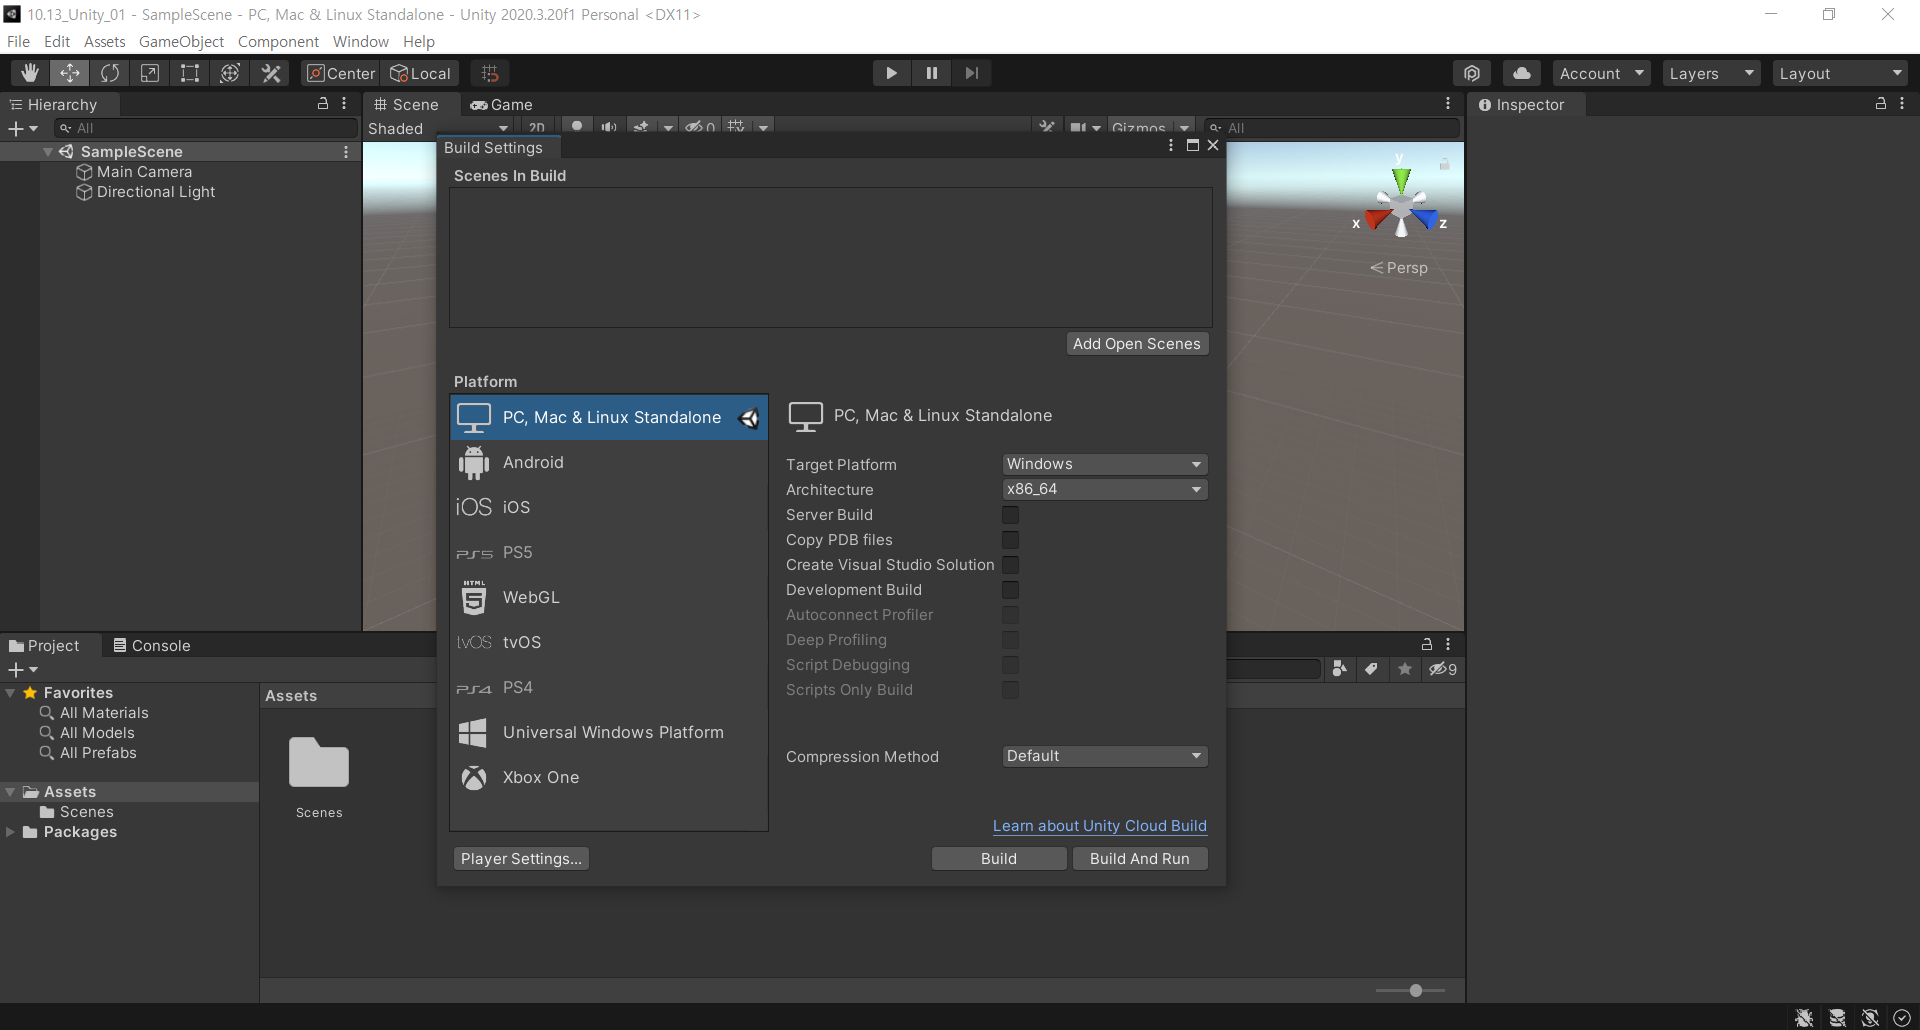 10.13_Unity_01 - SampleScene - PC, Mac & Linux Standalone - Unity 2020.3.20f1 Personal <DX11>
File Edit Assets GameObject Component Window Help
Center Local Account Layers Layout
Hierarchy Scene Game Inspector
All Shaded 2D 0 Gizmos All
SampleScene
Main Camera
Directional Light
y
x z
Persp
Build Settings
Scenes In Build
Add Open Scenes
Platform
PC, Mac & Linux Standalone
Android
iOS iOS
PS5 PS5
HTML
5 WebGL
tvOS tvOS
PS4 PS4
Universal Windows Platform
Xbox One
PC, Mac & Linux Standalone
Target Platform Windows
Architecture x86_64
Server Build
Copy PDB files
Create Visual Studio Solution
Development Build
Autoconnect Profiler
Deep Profiling
Script Debugging
Scripts Only Build
Compression Method Default
Learn about Unity Cloud Build
Player Settings... Build Build And Run
Project Console
9
Favorites
All Materials
All Models
All Prefabs
Assets
Scenes
Packages
Assets
Scenes